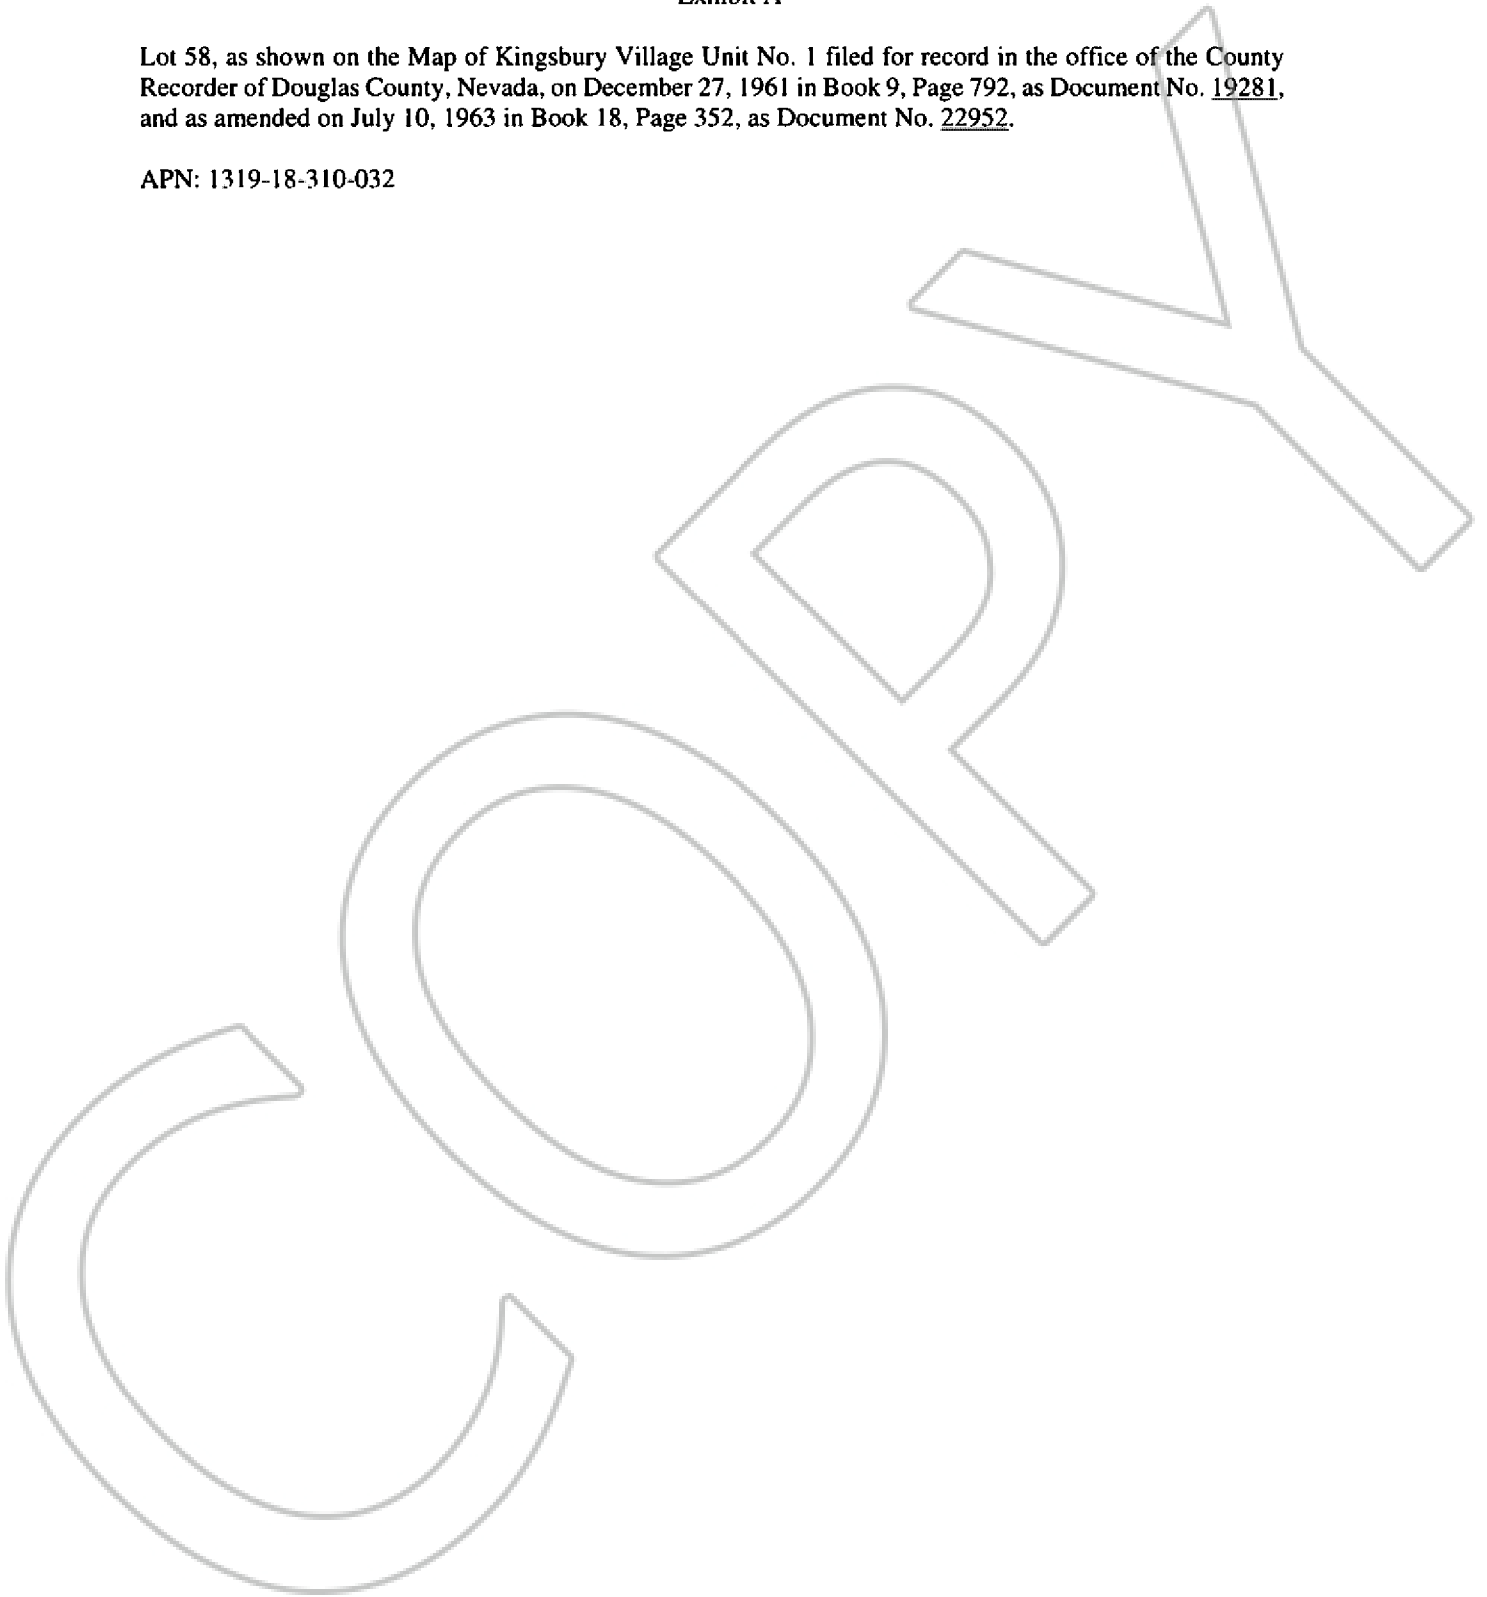 Exhibit A
Lot 58, as shown on the Map of Kingsbury Village Unit No. 1 filed for record in the office of the County
Recorder of Douglas County, Nevada, on December 27, 1961 in Book 9, Page 792, as Document No. 19281,
and as amended on July 10, 1963 in Book 18, Page 352, as Document No. 22952.
APN: 1319-18-310-032
COPY